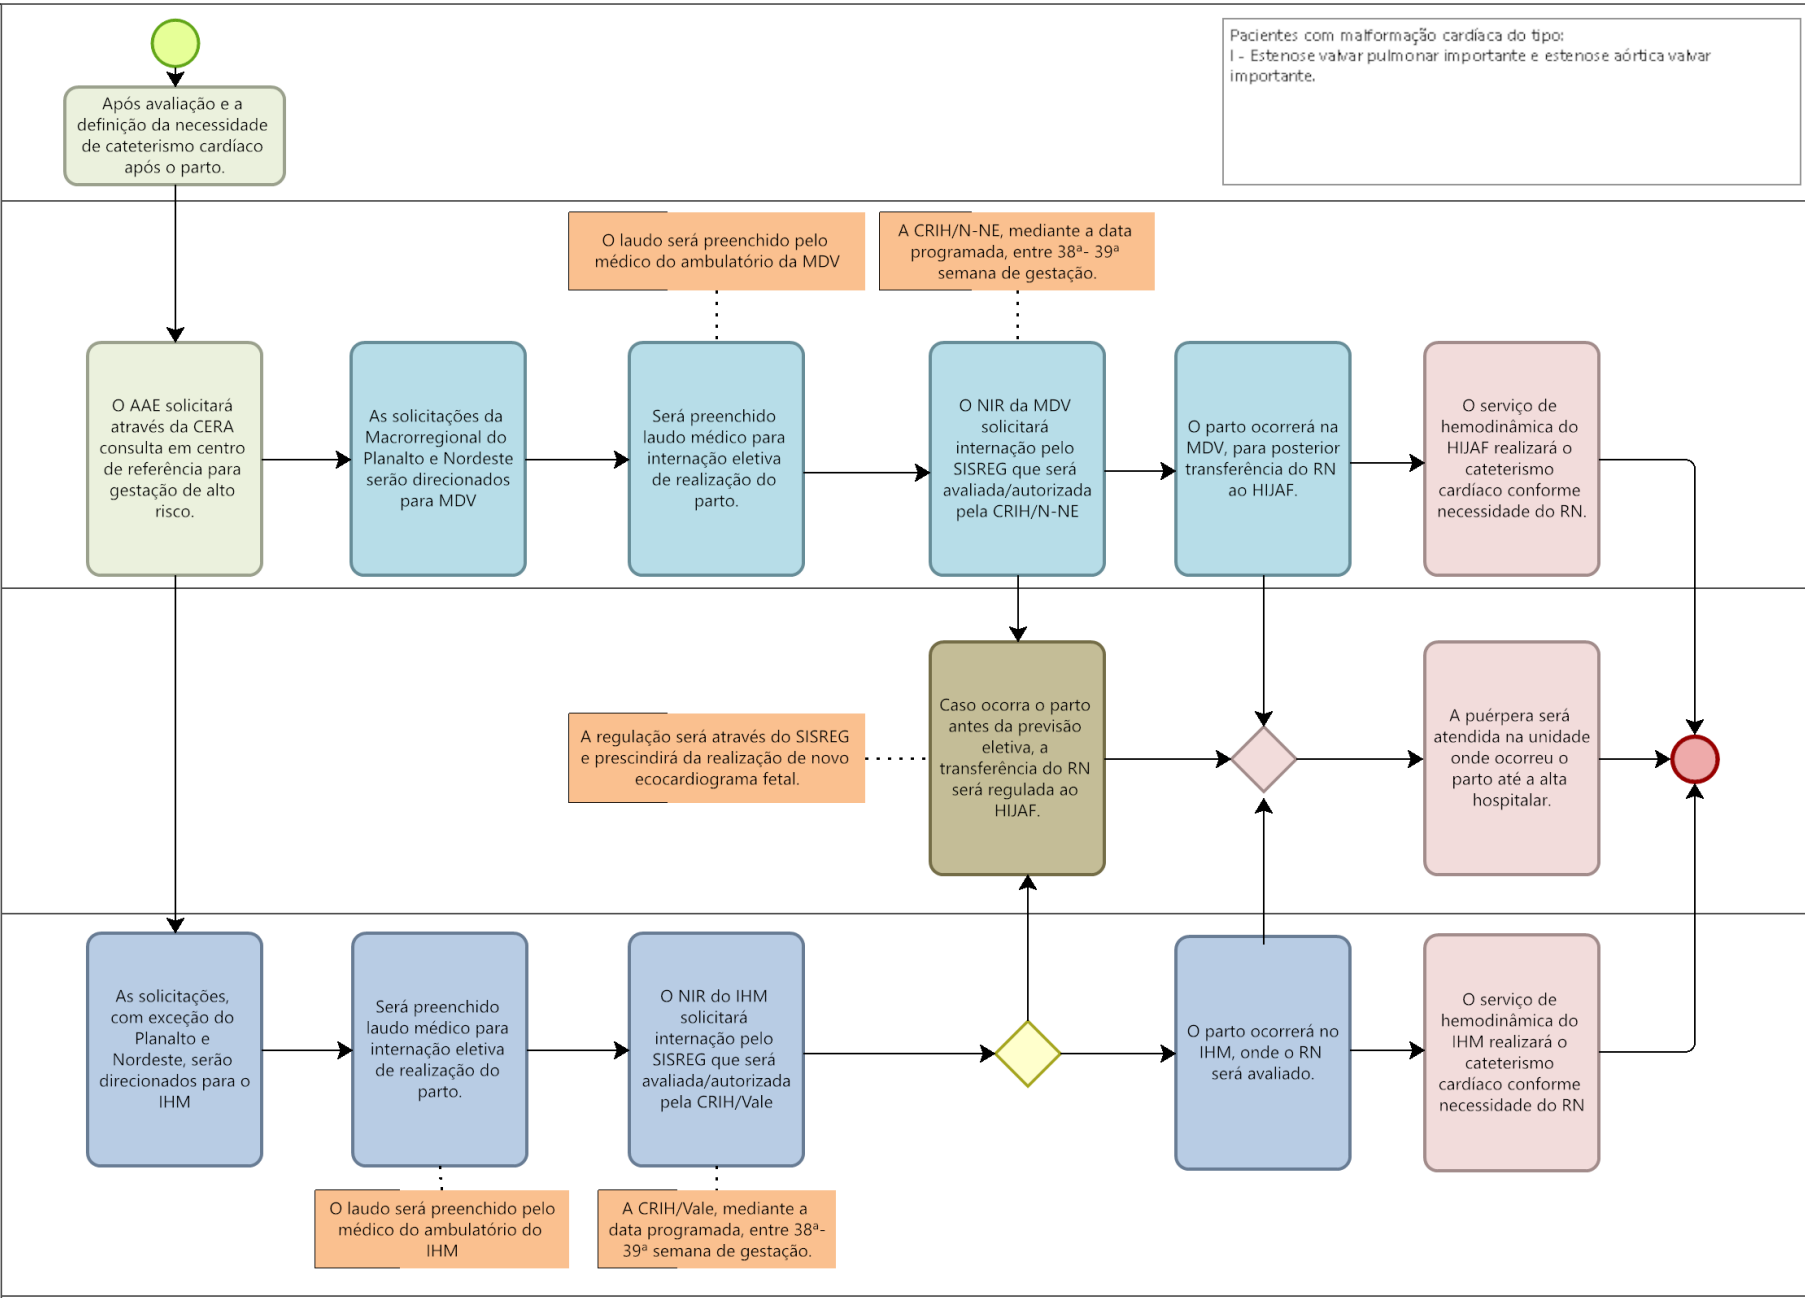 Pacientes com malformação cardíaca do tipo:
I - Estenose valvar pulmonar importante e estenose aórtica valvar
importante.
Após avaliação e a
definição da necessidade
de cateterismo cardíaco
após o parto.
O laudo será preenchido pelo
médico do ambulatório da MDV
A CRIH/N-NE, mediante a data
programada, entre 38ª- 39ª
semana de gestação.
O AAE solicitará
através da CERA
consulta em centro
de referência para
gestação de alto
risco.
As solicitações da
Macrorregional do
Planalto e Nordeste
serão direcionados
para MDV
Será preenchido
laudo médico para
internação eletiva
de realização do
parto.
O NIR da MDV
solicitará
internação pelo
SISREG que será
avaliada/autorizada
pela CRIH/N-NE
O parto ocorrerá na
MDV, para posterior
transferência do RN
ao HIJAF.
O serviço de
hemodinâmica do
HIJAF realizará o
cateterismo
cardíaco conforme
necessidade do RN.
A regulação será através do SISREG
e prescindirá da realização de novo
ecocardiograma fetal.
Caso ocorra o parto
antes da previsão
eletiva, a
transferência do RN
será regulada ao
HIJAF.
A puérpera será
atendida na unidade
onde ocorreu o
parto até a alta
hospitalar.
As solicitações,
com exceção do
Planalto e
Nordeste, serão
direcionados para o
IHM
Será preenchido
laudo médico para
internação eletiva
de realização do
parto.
O NIR do IHM
solicitará
internação pelo
SISREG que será
avaliada/autorizada
pela CRIH/Vale
O parto ocorrerá no
IHM, onde o RN
será avaliado.
O serviço de
hemodinâmica do
IHM realizará o
cateterismo
cardíaco conforme
necessidade do RN
O laudo será preenchido pelo
médico do ambulatório do
IHM
A CRIH/Vale, mediante a
data programada, entre 38ª-
39ª semana de gestação.